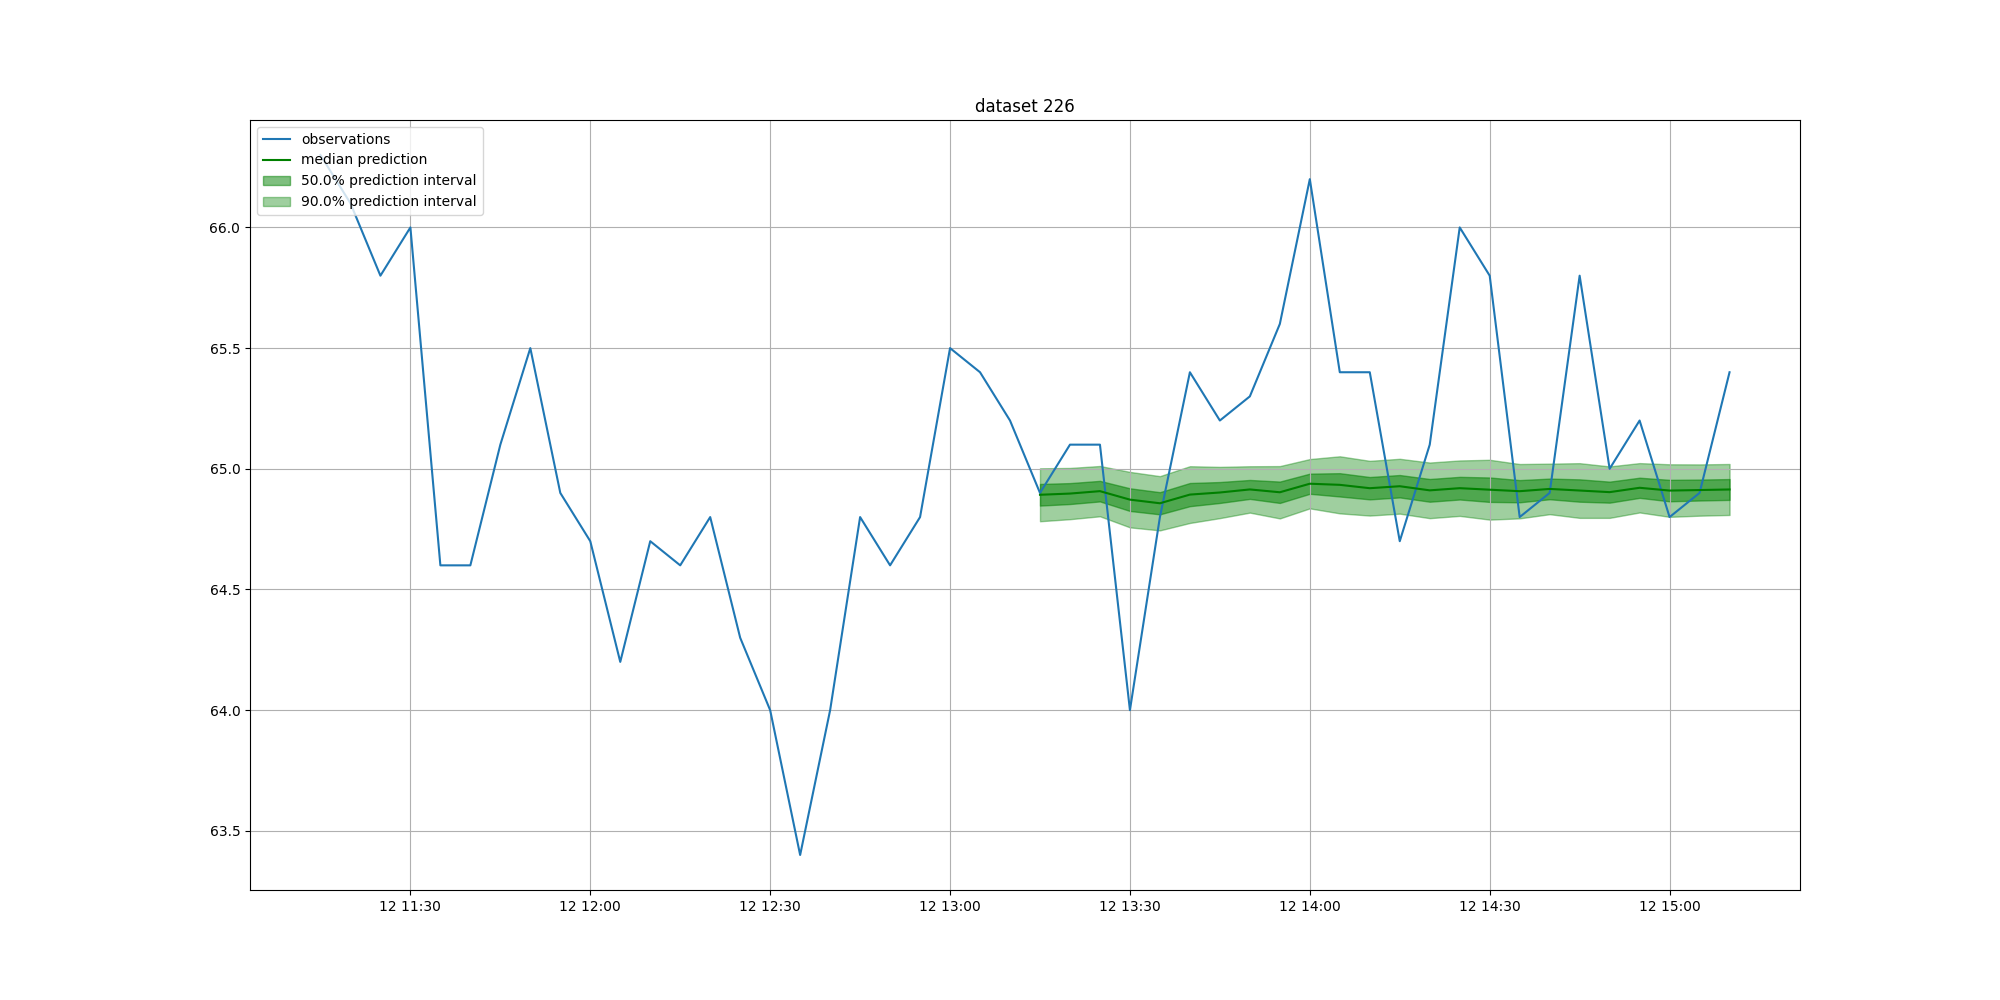 dataset 226
observations
median prediction
50.0% prediction interval
90.0% prediction interval
66.0
65.5
65.0
64.5
64.0
63.5
12 11:30
12 12:00
12 12:30
12 13:00
12 13:30
12 14:00
12 14:30
12 15:00